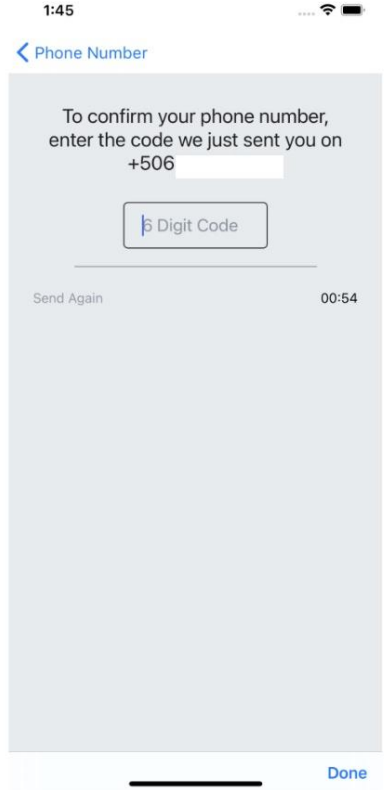 1:45
Phone Number
To confirm your phone number,
enter the code we just sent you on
+506
6 Digit Code
Send Again 00:54
Done